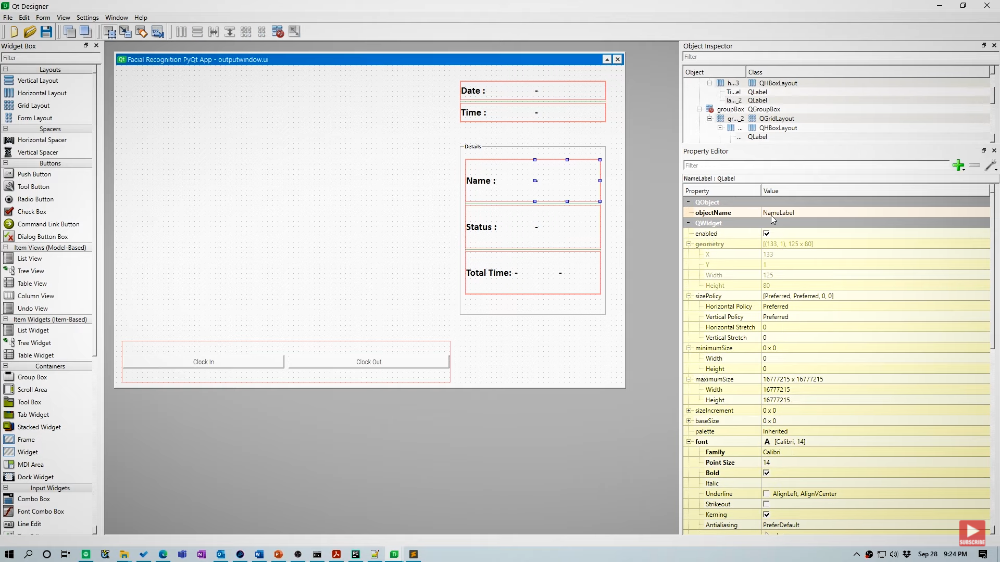 Qt Designer
File Edit Form View Settings Window Help
Widget Box
Filter
Layouts
Vertical Layout
Horizontal Layout
Grid Layout
Form Layout
Spacers
Horizontal Spacer
Vertical Spacer
Buttons
Push Button
Tool Button
Radio Button
Check Box
Command Link Button
Dialog Button Box
Item Views (Model-Based)
List View
Tree View
Table View
Column View
Undo View
Item Widgets (Item-Based)
List Widget
Tree Widget
Table Widget
Containers
Group Box
Scroll Area
Tool Box
Tab Widget
Stacked Widget
Frame
Widget
MDI Area
Dock Widget
Input Widgets
Combo Box
Font Combo Box
Line Edit
Facial Recognition PyQt App - outputwindow.ui
Date : -
Time : -
Details
Name : -
Status : -
Total Time: - -
Clock In Clock Out
Object Inspector
Filter
Object Class
h...3 QHBoxLayout
Ti...el QLabel
la..._2 QLabel
groupBox QGroupBox
gr..._2 QGridLayout
... QHBoxLayout
... QLabel
Property Editor
Filter
NameLabel : QLabel
Property Value
QObject
objectName NameLabel
QWidget
enabled
geometry [(133, 1), 125 x 80]
X 133
Y 1
Width 125
Height 80
sizePolicy [Preferred, Preferred, 0, 0]
Horizontal Policy Preferred
Vertical Policy Preferred
Horizontal Stretch 0
Vertical Stretch 0
minimumSize 0 x 0
Width 0
Height 0
maximumSize 16777215 x 16777215
Width 16777215
Height 16777215
sizeIncrement 0 x 0
baseSize 0 x 0
palette Inherited
font A [Calibri, 14]
Family Calibri
Point Size 14
Bold
Italic
Underline AlignLeft, AlignVCenter
Strikeout
Kerning
Antialiasing PreferDefault
SUBSCRIBE
Sep 28 9:24 PM